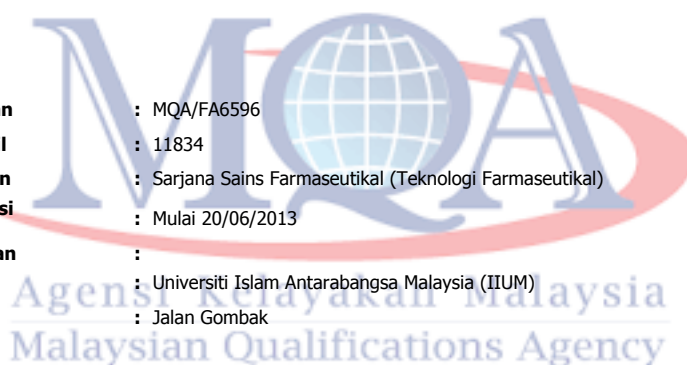 MQA
an : MQA/FA6596
l : 11834
n : Sarjana Sains Farmaseutikal (Teknologi Farmaseutikal)
si : Mulai 20/06/2013
an :
: Universiti Islam Antarabangsa Malaysia (IIUM)
Agensi Kelayakan Malaysia
: Jalan Gombak
Malaysian Qualifications Agency